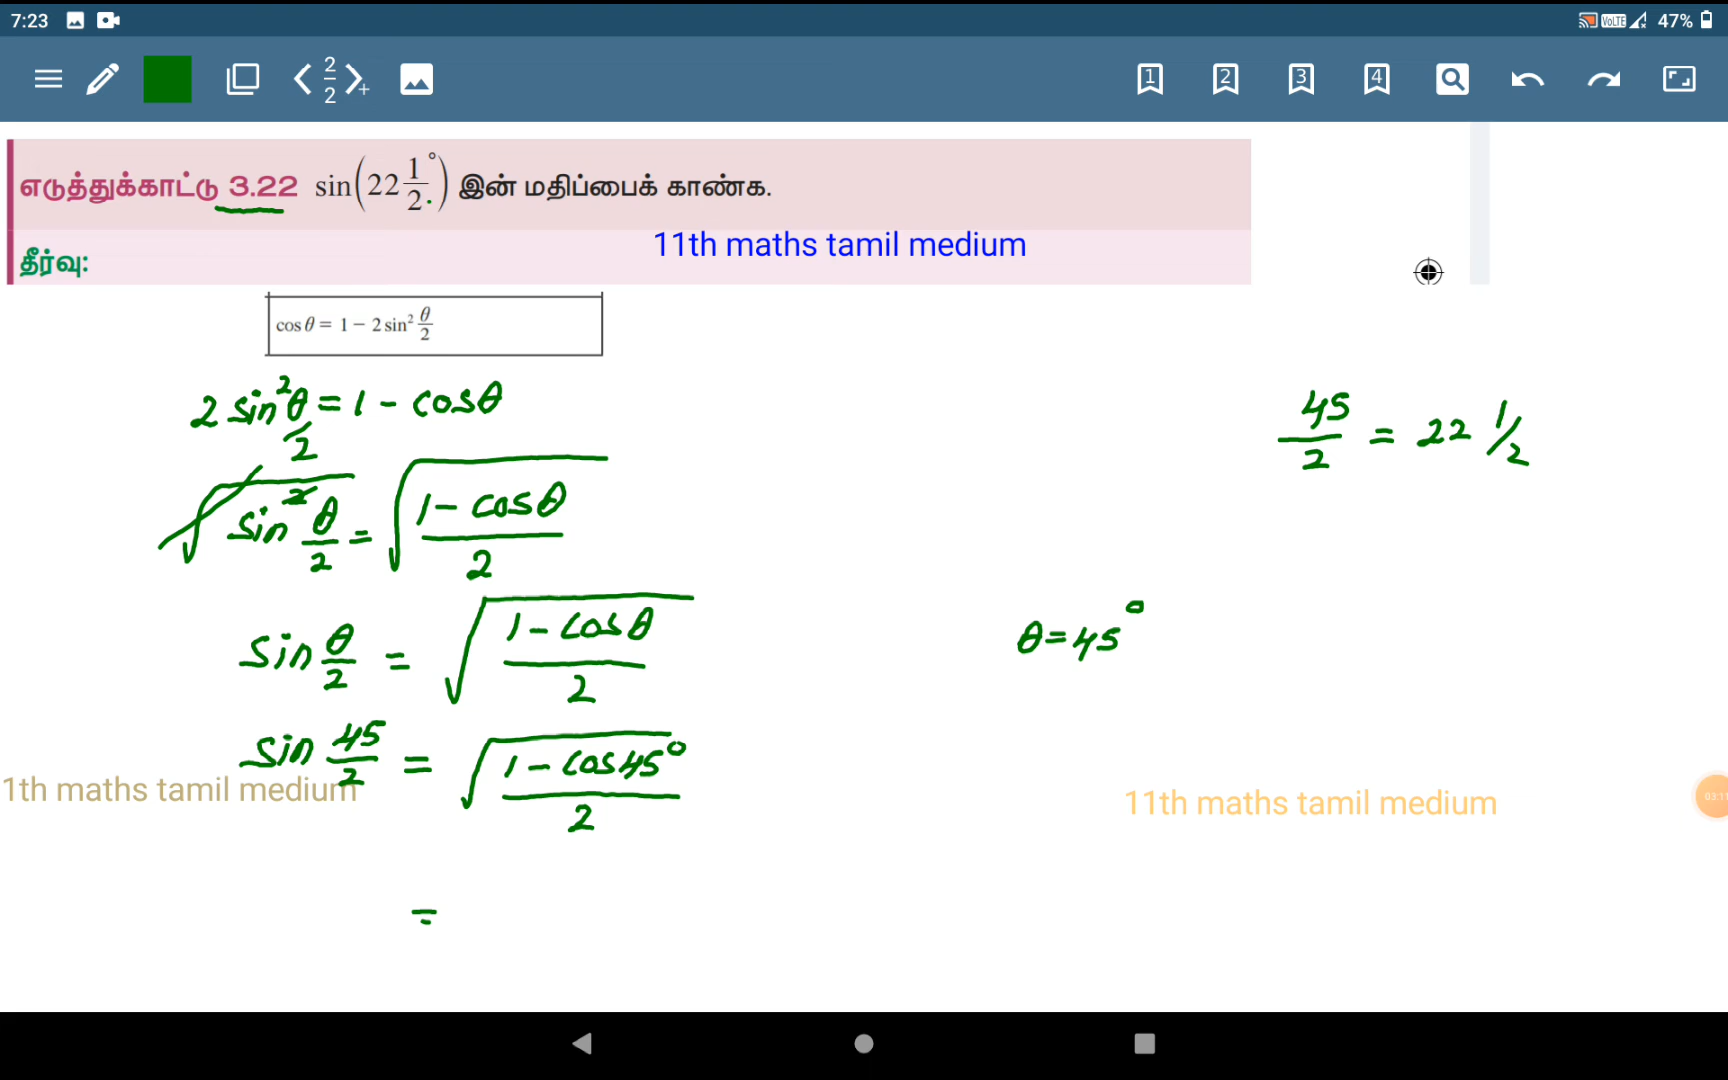 7:23 VoLTE 47%
2
2
1 2 3 4
எடுத்துக்காட்டு 3.22 sin(22 1/2°) இன் மதிப்பைக் காண்க.
11th maths tamil medium
தீர்வு:
cos θ = 1 − 2 sin² θ/2
2 sin² θ/2 = 1 - cosθ
45/2 = 22 1/2
√(sin² θ/2) = √((1 - cosθ)/2)
sin θ/2 = √((1 - cosθ)/2)
θ = 45°
sin 45/2 = √((1 - cos45°)/2)
1th maths tamil medium
11th maths tamil medium
03:11
=